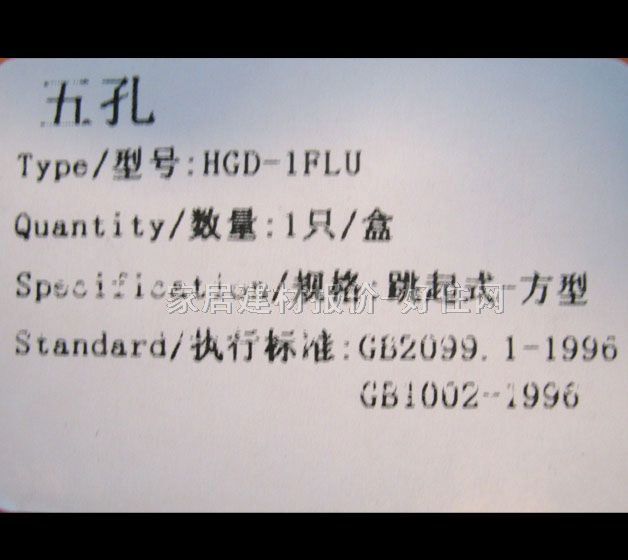 五孔
Type/型号:HGD-1FLU
Quantity/数量:1只/盒
Specification/规格 跳起式-方型
家居建材报价-好住网
Standard/执行标准:GB2099.1-1996
GB1002-1996